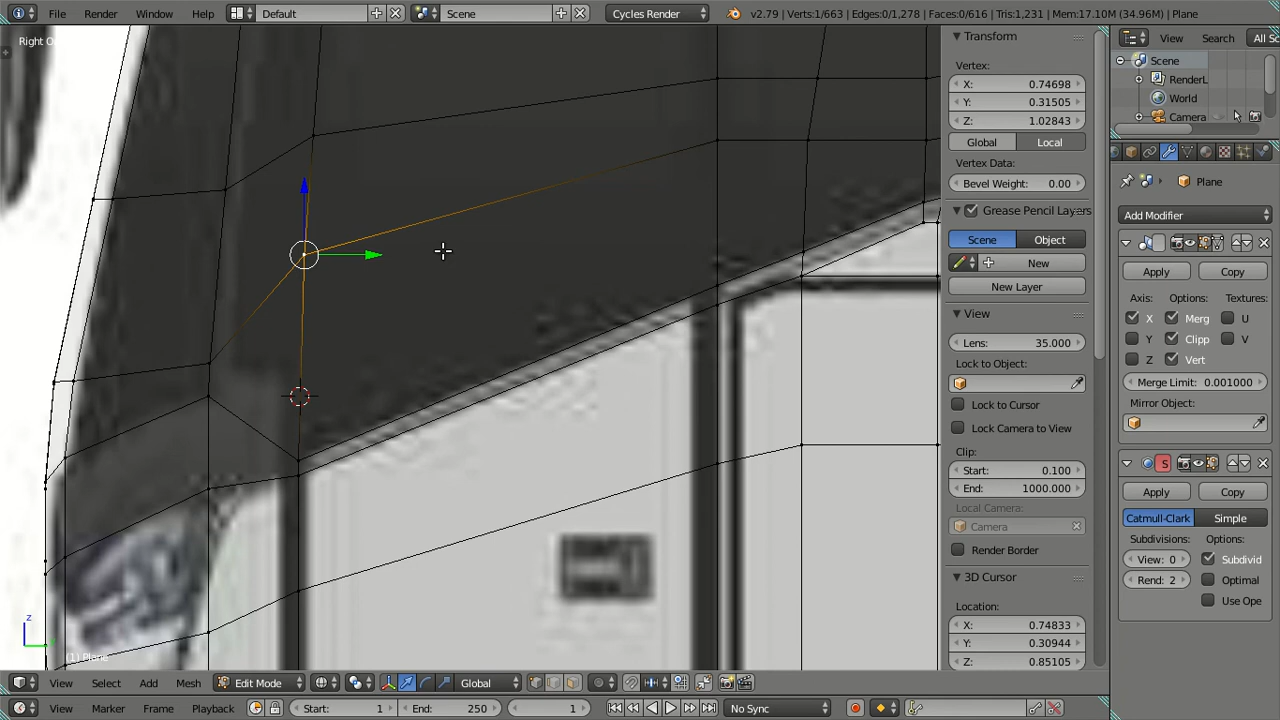 File Render Window Help Default Scene Cycles Render v2.79 | Verts:1/663 | Edges:0/1,278 | Faces:0/616 | Tris:1,231 | Mem:17.10M (34.96M) | Plane
Right O
Transform
Vertex:
X: 0.74698
Y: 0.31505
Z: 1.02843
Global Local
Vertex Data:
Bevel Weight: 0.00
Grease Pencil Layers
Scene Object
New
New Layer
View
Lens: 35.000
Lock to Object:
Lock to Cursor
Lock Camera to View
Clip:
Start: 0.100
End: 1000.000
Local Camera:
Camera
Render Border
3D Cursor
Location:
X: 0.74833
Y: 0.30944
Z: 0.85105
View Search All Sc
Scene
RenderL
World
Camera
Plane
Add Modifier
Apply Copy
Axis: Options: Textures:
X Merg U
Y Clipp V
Z Vert
Merge Limit: 0.001000
Mirror Object:
S
Apply Copy
Catmull-Clark Simple
Subdivisions: Options:
View: 0 Subdivid
Rend: 2 Optimal
Use Ope
z
(1) Plane
View Select Add Mesh Edit Mode Global
View Marker Frame Playback Start: 1 End: 250 1 No Sync